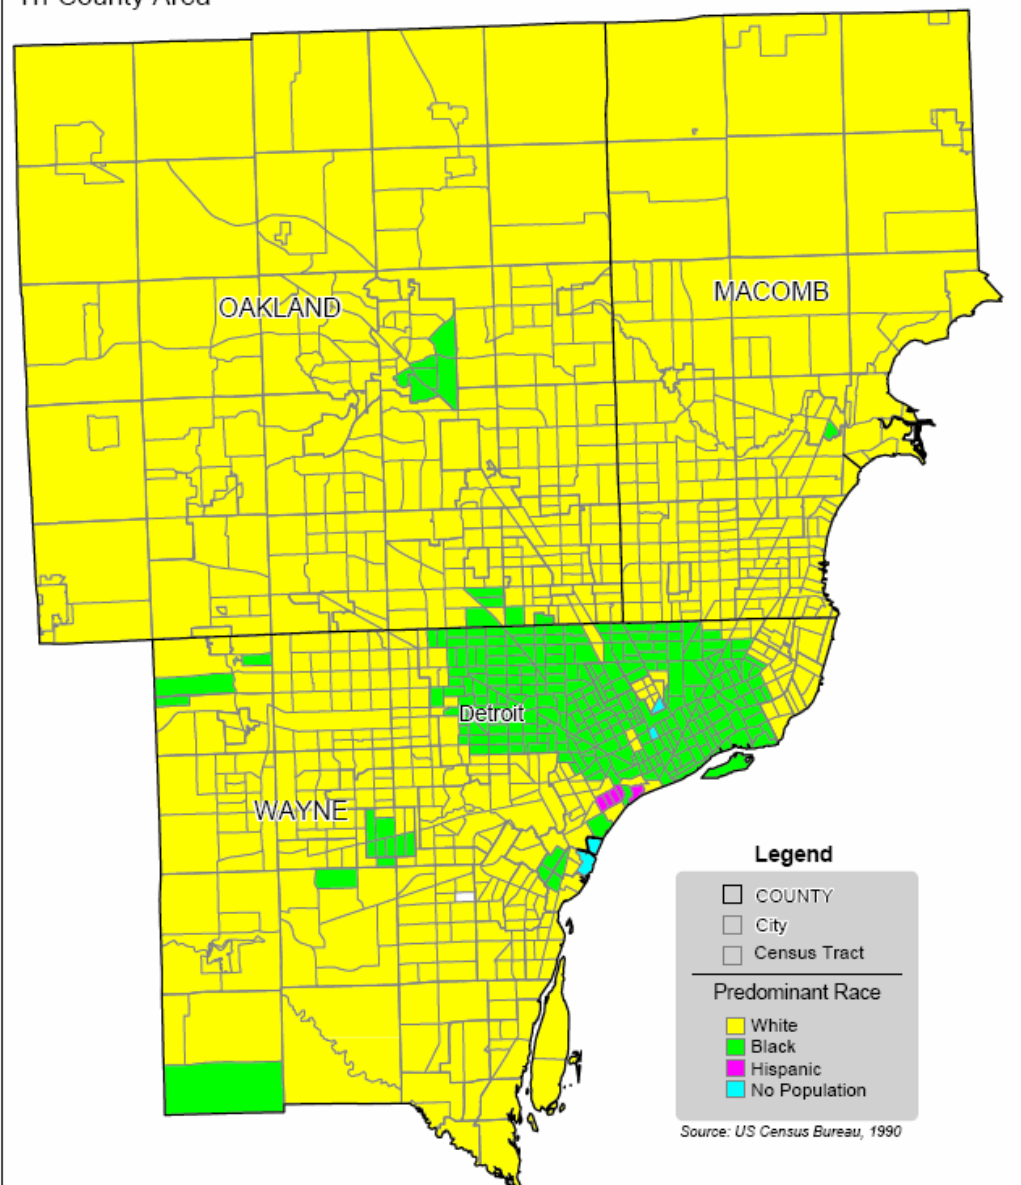 Tri-County Area
OAKLAND
MACOMB
Detroit
WAYNE
Legend
COUNTY
City
Census Tract
Predominant Race
White
Black
Hispanic
No Population
Source: US Census Bureau, 1990